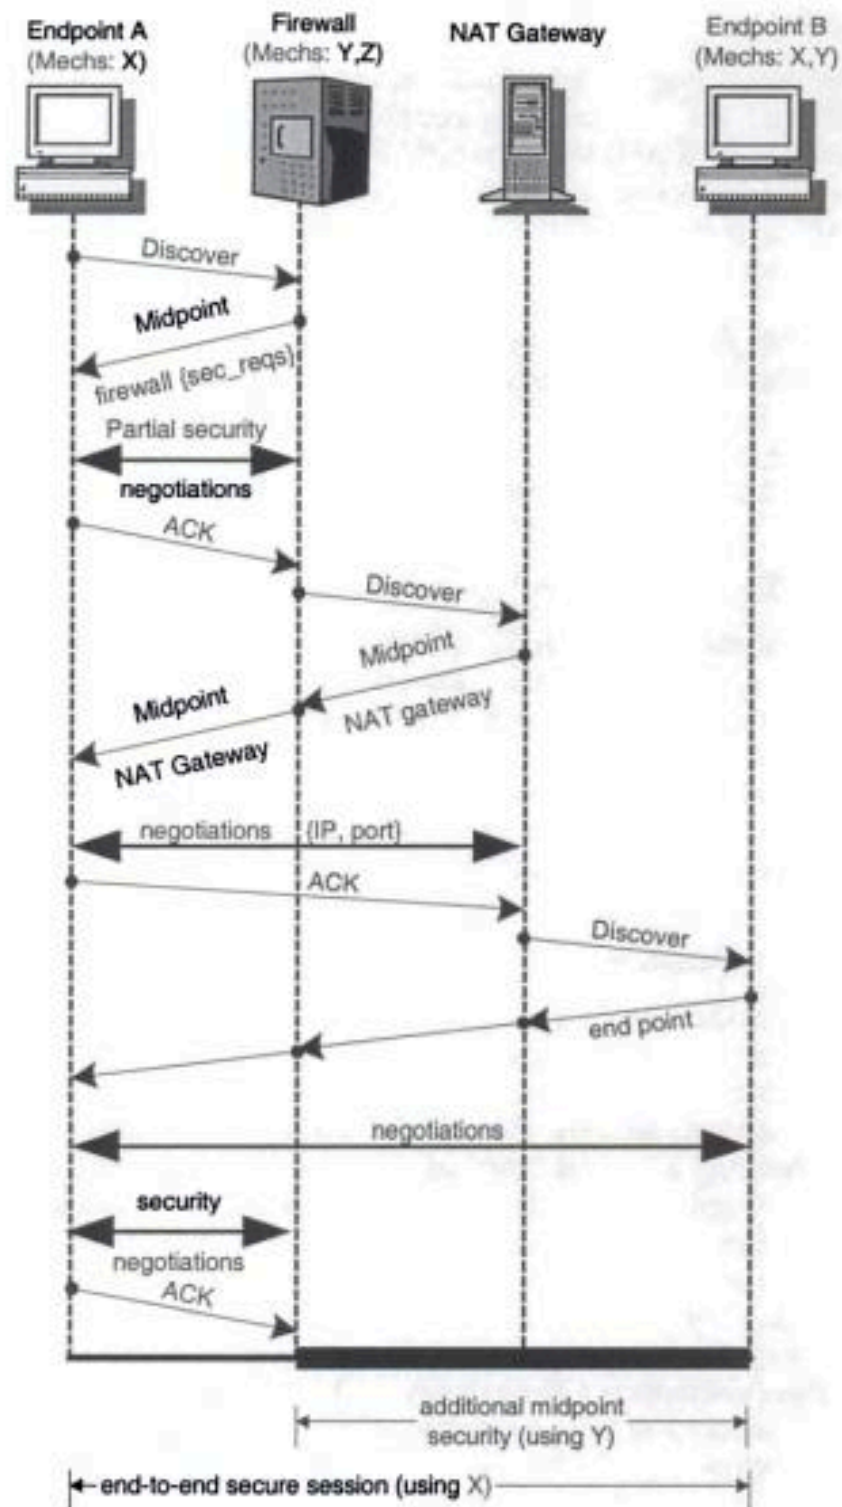 Endpoint A
(Mechs: X)
Firewall
(Mechs: Y,Z)
NAT Gateway
Endpoint B
(Mechs: X,Y)
Discover
Midpoint
firewall {sec_reqs}
Partial security
negotiations
ACK
Discover
Midpoint
NAT gateway
Midpoint
NAT Gateway
negotiations {IP, port}
ACK
Discover
end point
negotiations
security
negotiations
ACK
additional midpoint
security (using Y)
end-to-end secure session (using X)